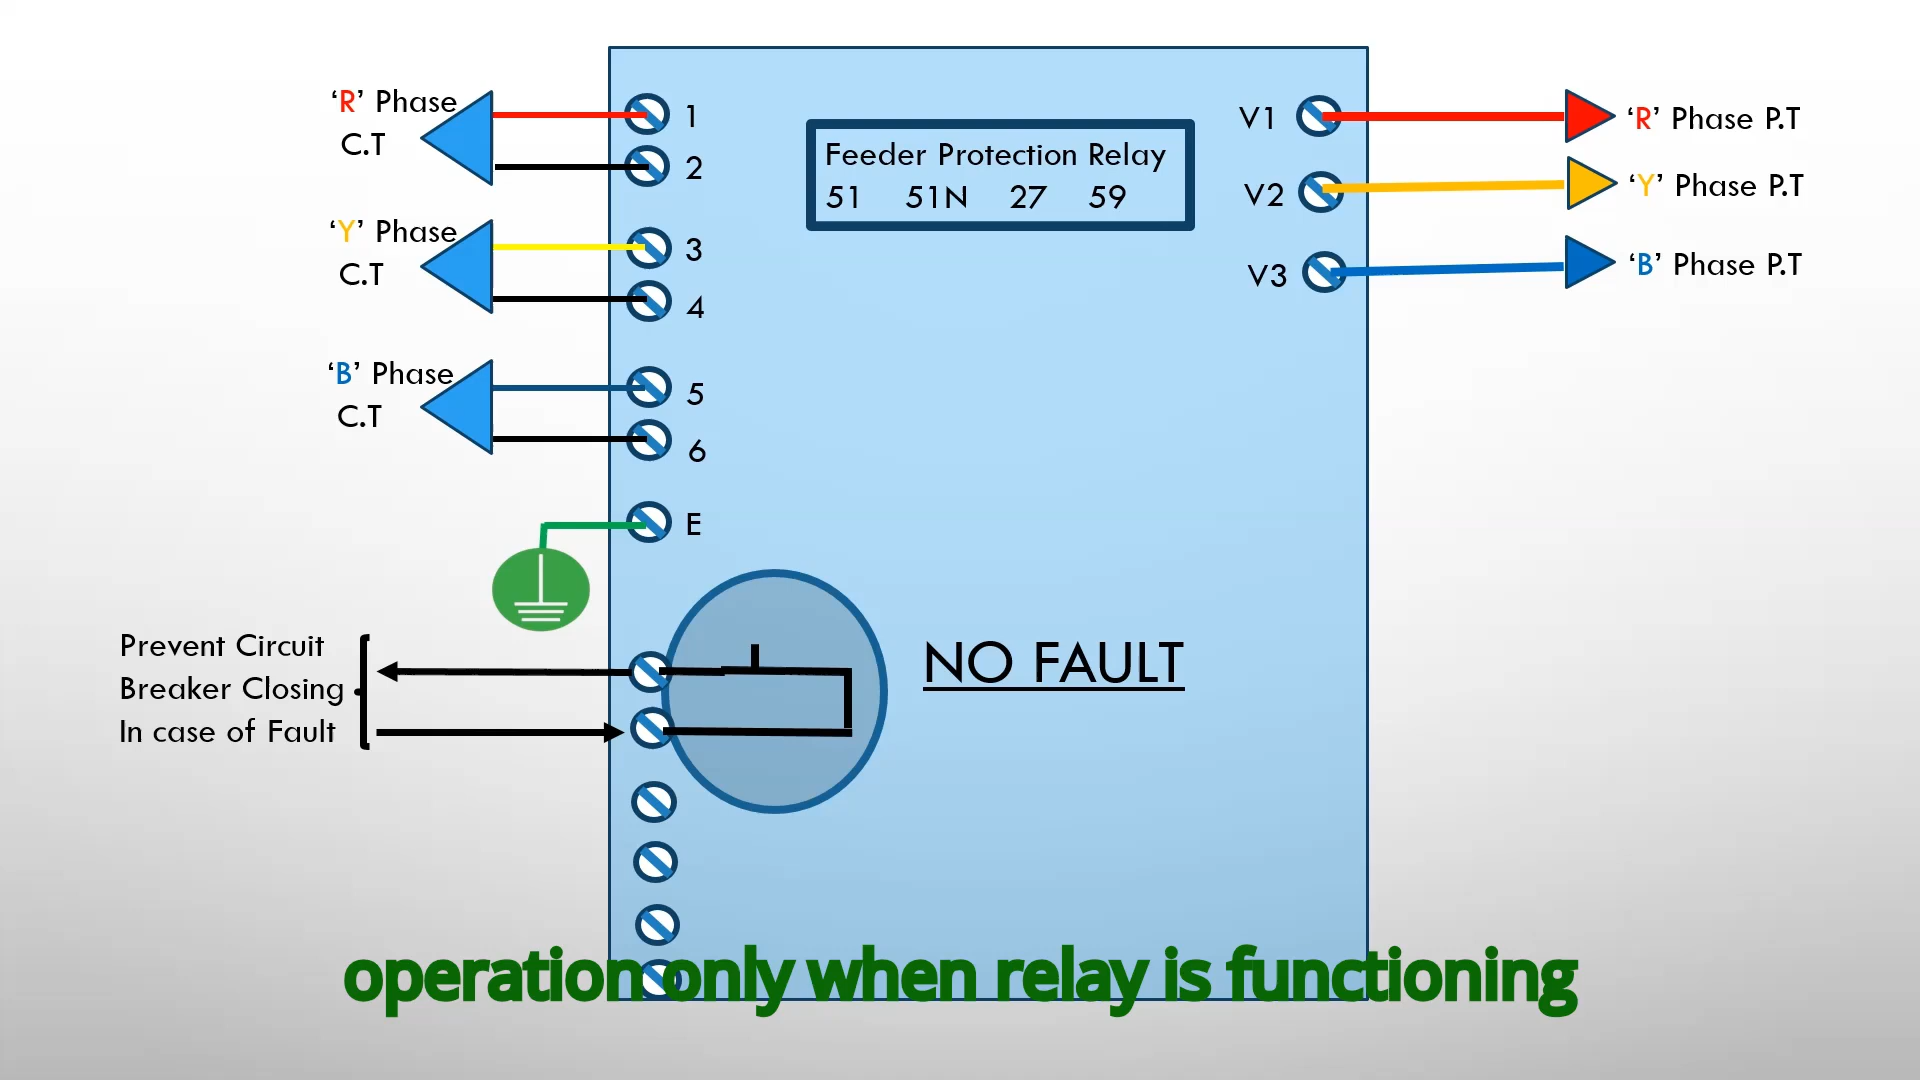 ‘R’ Phase
C.T
1
2
‘Y’ Phase
C.T
3
4
‘B’ Phase
C.T
5
6
E
Feeder Protection Relay
51 51N 27 59
V1
‘R’ Phase P.T
V2
‘Y’ Phase P.T
V3
‘B’ Phase P.T
Prevent Circuit
Breaker Closing
In case of Fault
NO FAULT
operation only when relay is functioning